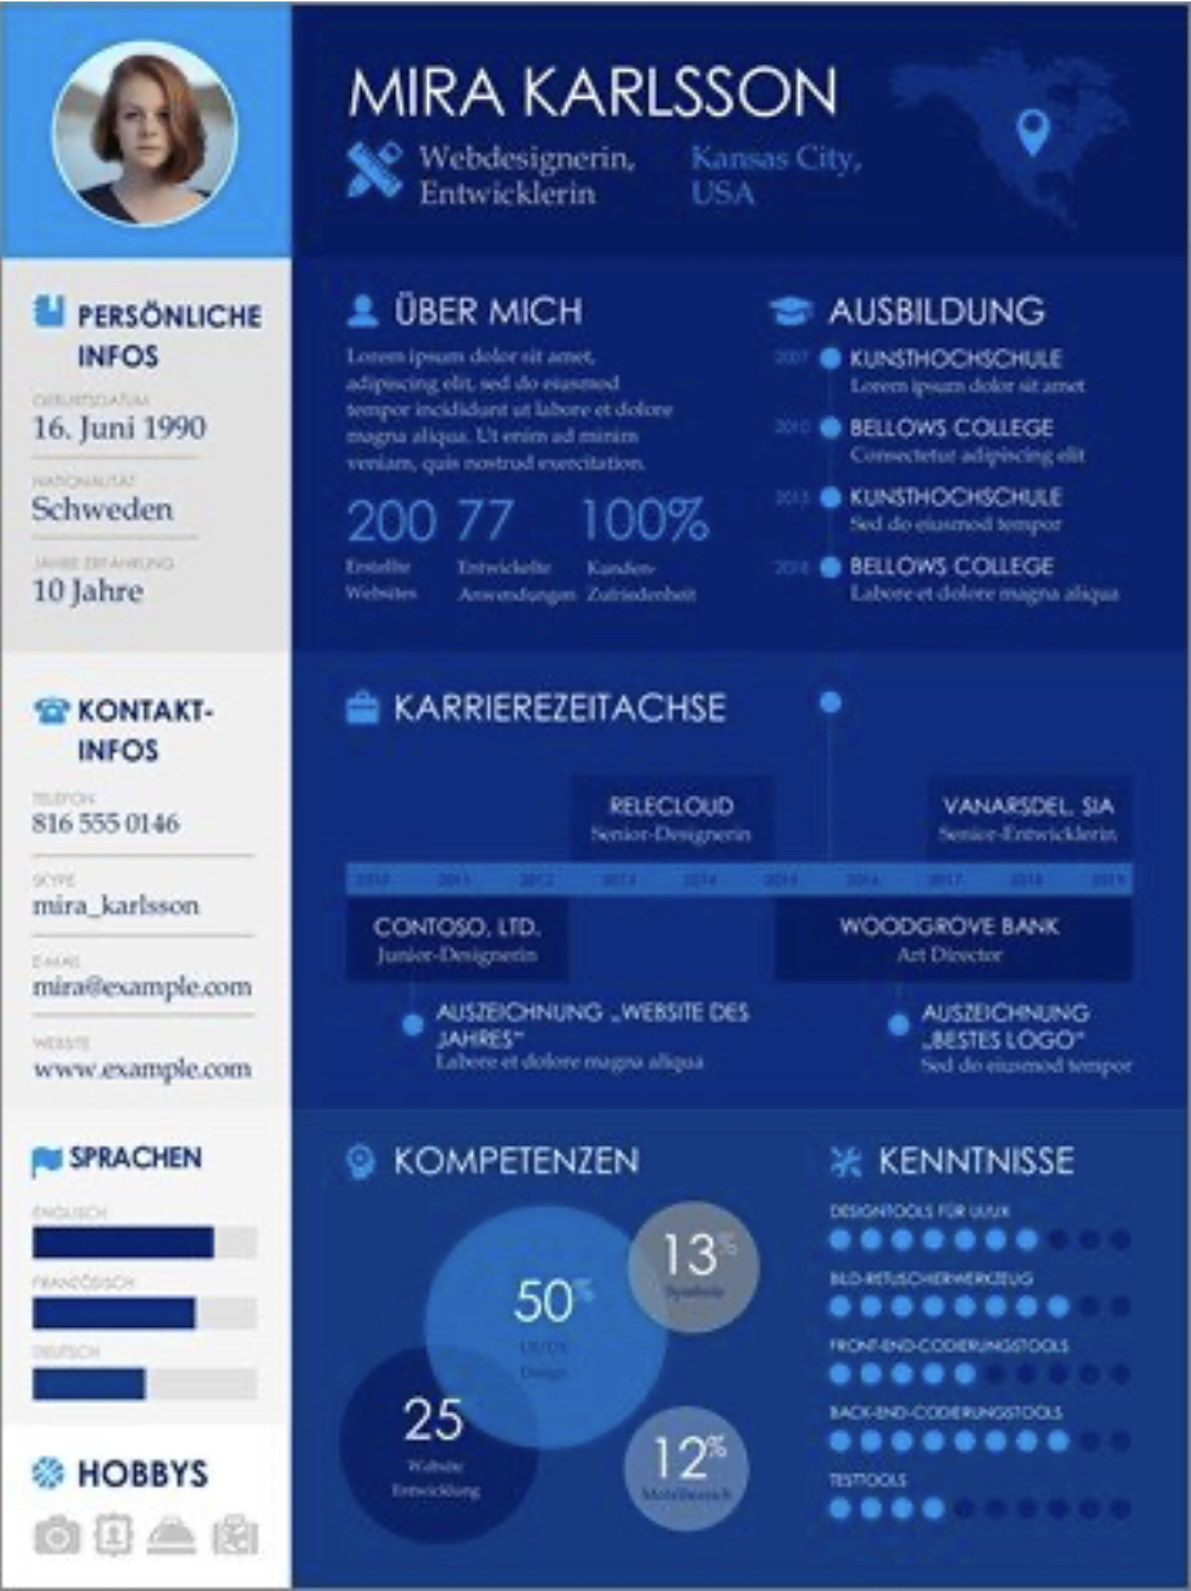 MIRA KARLSSON
Webdesignerin,
Entwicklerin
Kansas City,
USA
PERSÖNLICHE
INFOS
GEBURTSDATUM
16. Juni 1990
NATIONALITÄT
Schweden
JAHRE ERFAHRUNG
10 Jahre
KONTAKT-
INFOS
TELEFON
816 555 0146
SKYPE
mira_karlsson
E-MAIL
mira@example.com
WEBSITE
www.example.com
SPRACHEN
ENGLISCH
FRANZÖSISCH
DEUTSCH
HOBBYS
ÜBER MICH
Lorem ipsum dolor sit amet,
adipiscing elit, sed do eiusmod
tempor incididunt ut labore et dolore
magna aliqua. Ut enim ad minim
veniam, quis nostrud exercitation.
200
Erstellte
Websites
77
Entwickelte
Anwendungen
100%
Kunden-
Zufriedenheit
AUSBILDUNG
2007
KUNSTHOCHSCHULE
Lorem ipsum dolor sit amet
2010
BELLOWS COLLEGE
Consectetur adipiscing elit
KUNSTHOCHSCHULE
Sed do eiusmod tempor
BELLOWS COLLEGE
Labore et dolore magna aliqua
KARRIEREZEITACHSE
RELECLOUD
Senior-Designerin
VANARSDEL, SIA
Senior-Entwicklerin
2010 2011 2012 2013 2014 2015 2016 2017 2018 2019
CONTOSO, LTD.
Junior-Designerin
WOODGROVE BANK
Art Director
AUSZEICHNUNG „WEBSITE DES
JAHRES“
Labore et dolore magna aliqua
AUSZEICHNUNG
„BESTES LOGO“
Sed do eiusmod tempor
KOMPETENZEN
50%
UI/UX
Design
13%
Symbole
25
Website
Entwicklung
12%
KENNTNISSE
DESIGNTOOLS FÜR UI/UX
BILD-RETUSCHIERWERKZEUG
FRONT-END-CODIERUNGSTOOLS
BACK-END-CODIERUNGSTOOLS
TESTTOOLS